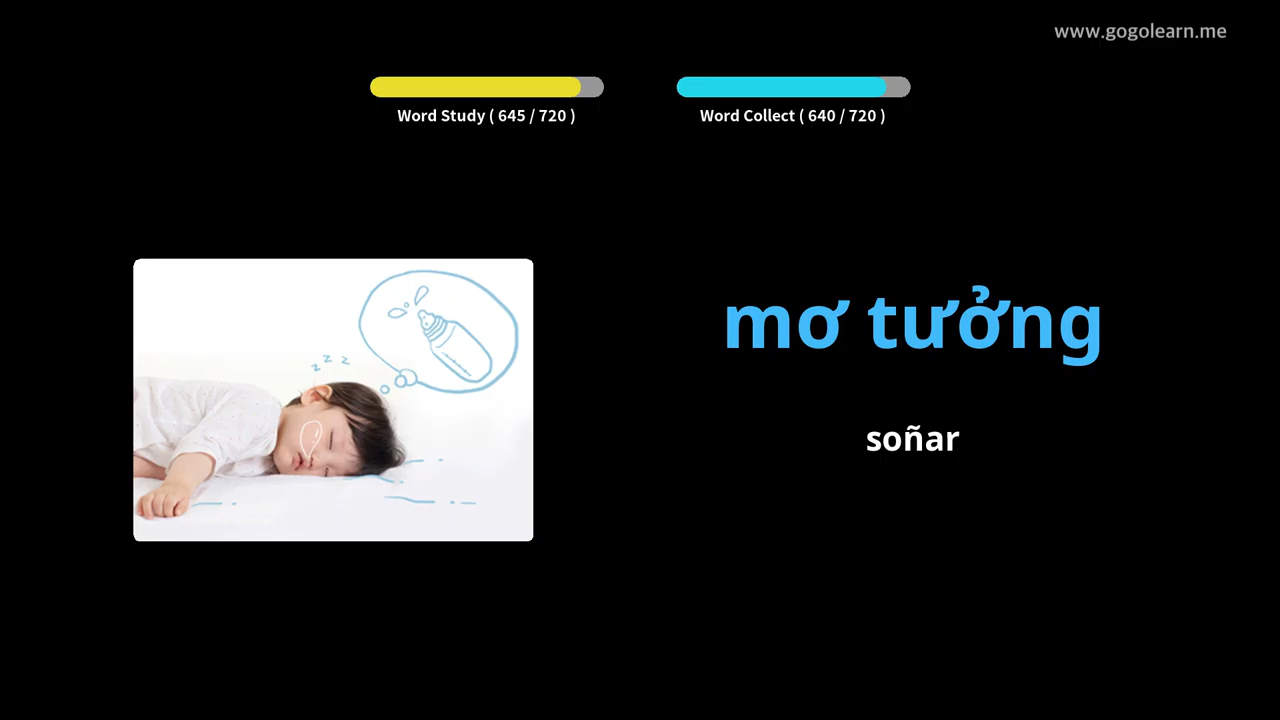 www.gogolearn.me
Word Study ( 645 / 720 )
Word Collect ( 640 / 720 )
z z z
mơ tưởng
soñar